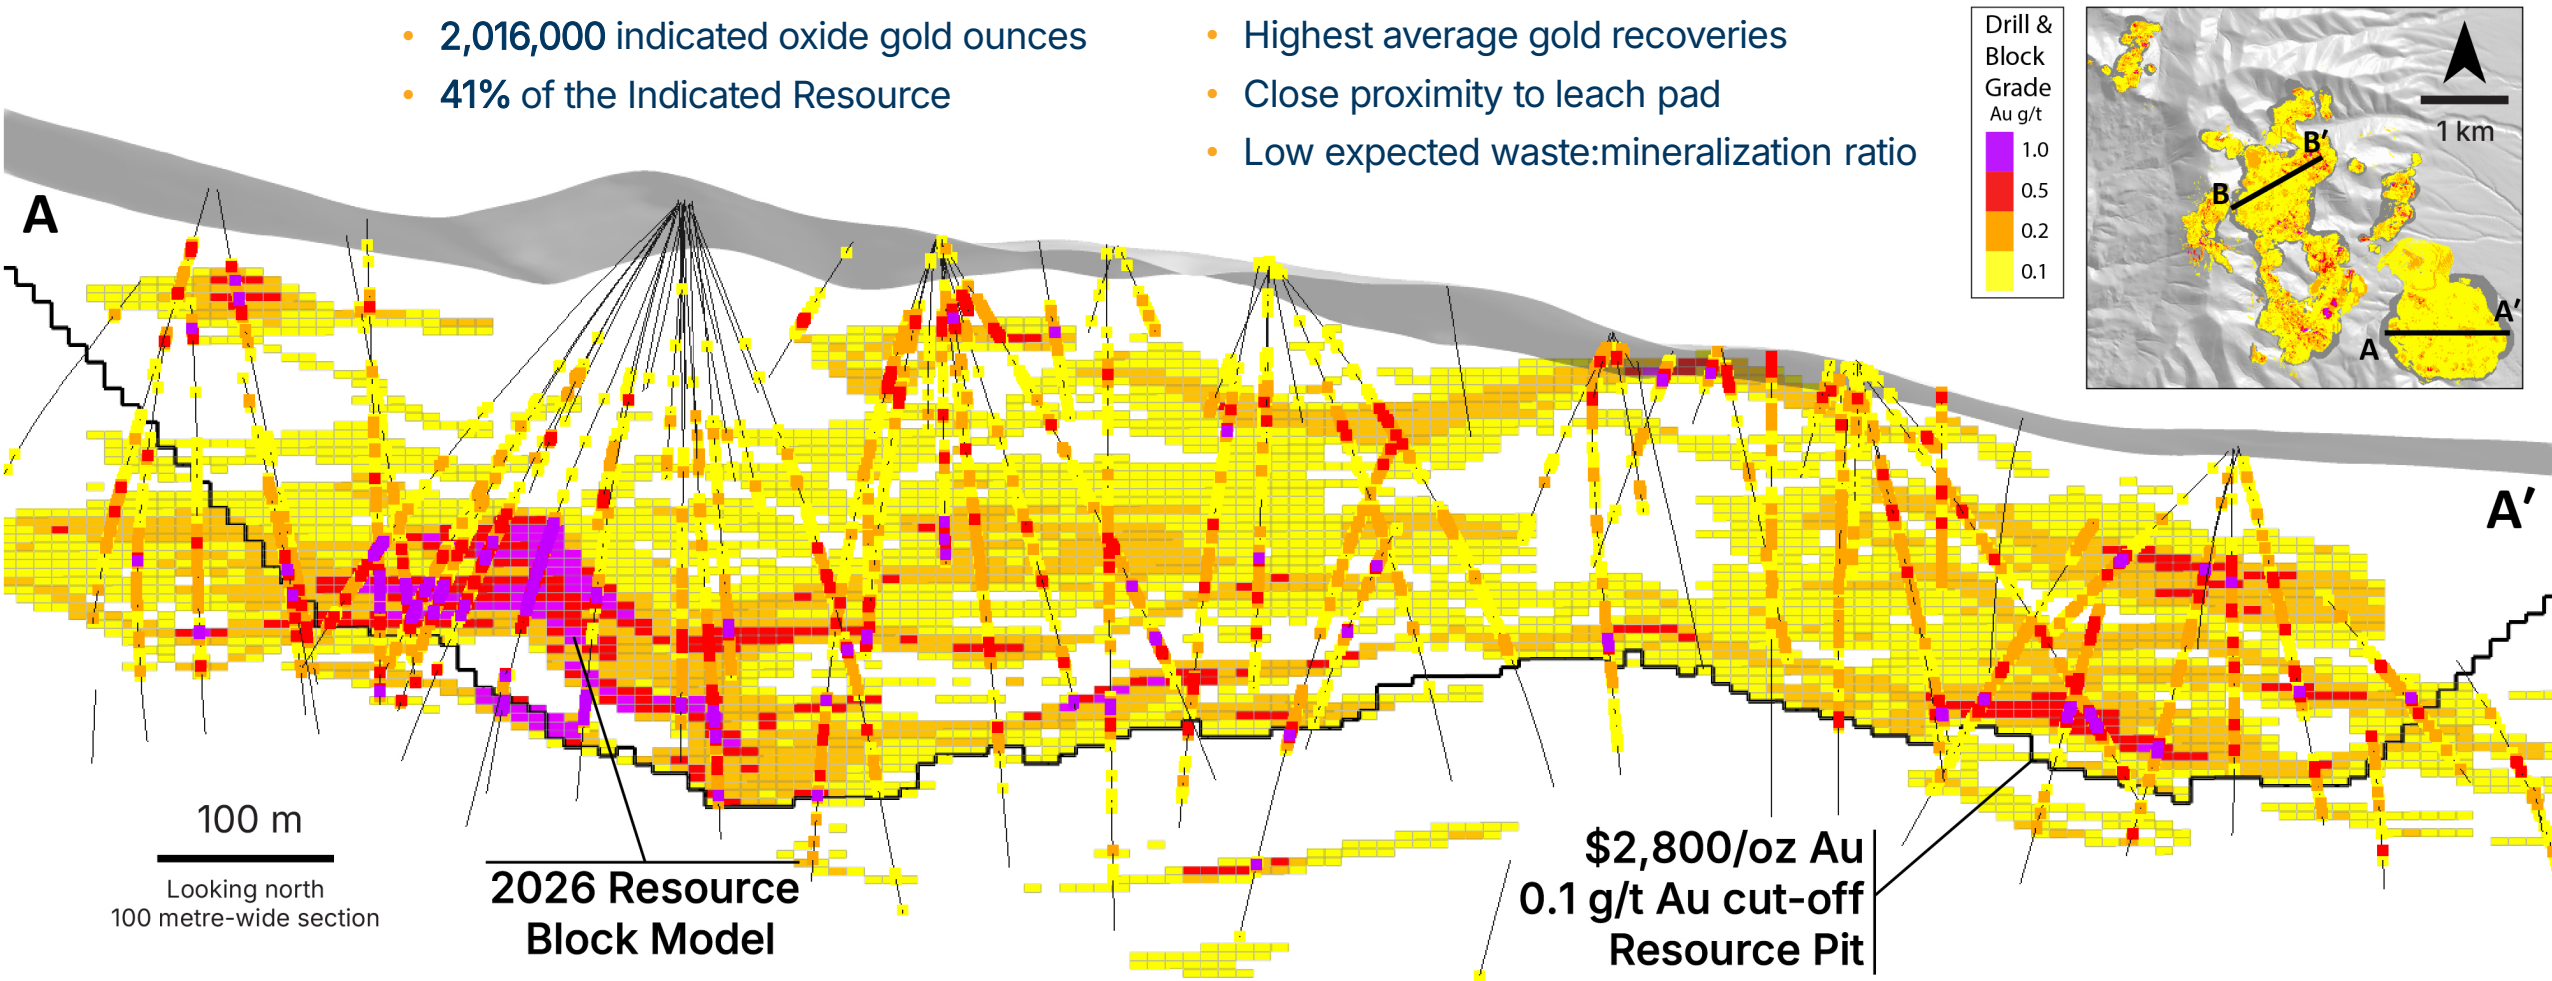 2,016,000 indicated oxide gold ounces
41% of the Indicated Resource
Highest average gold recoveries
Close proximity to leach pad
Low expected waste:mineralization ratio
Drill &
Block
Grade
Au g/t
1.0
0.5
0.2
0.1
1 km
B′
B
A′
A
A
A′
100 m
Looking north
100 metre-wide section
2026 Resource
Block Model
$2,800/oz Au
0.1 g/t Au cut-off
Resource Pit